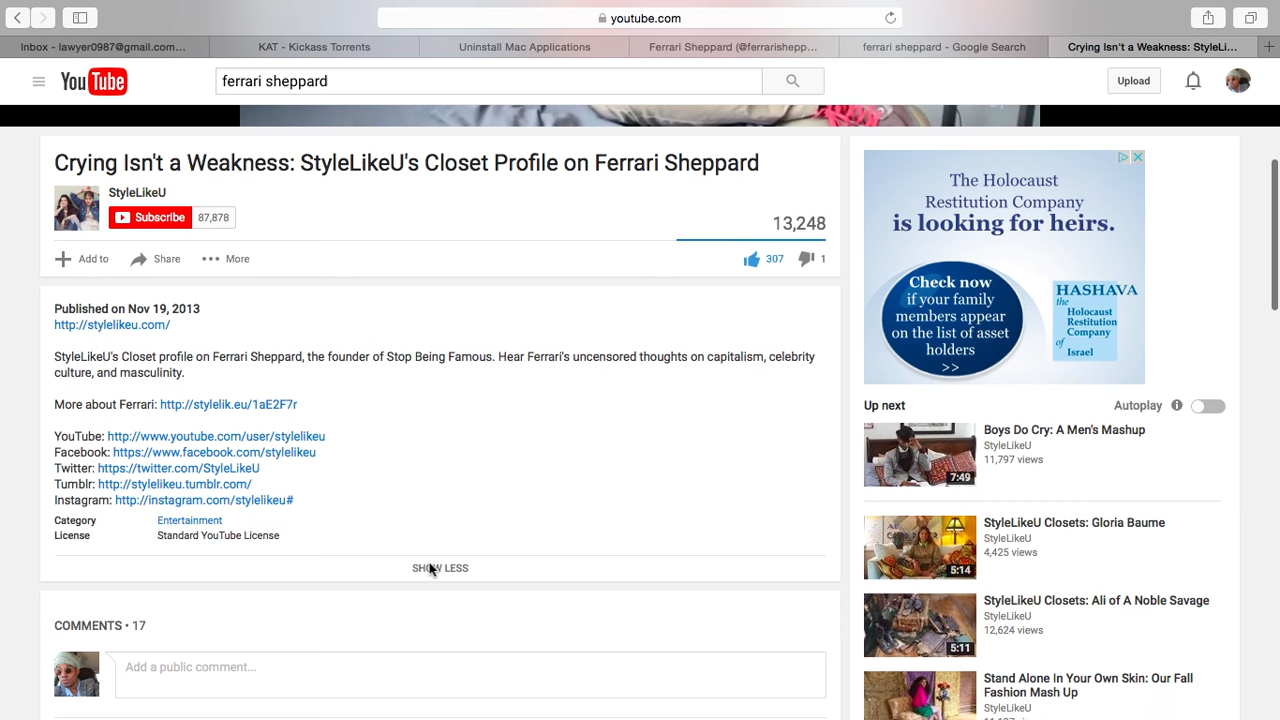 youtube.com
Inbox - lawyer0987@gmail.com...
KAT - Kickass Torrents
Uninstall Mac Applications
Ferrari Sheppard (@ferrarishepp...
ferrari sheppard - Google Search
Crying Isn't a Weakness: StyleLi...
YouTube
ferrari sheppard
Upload
Crying Isn't a Weakness: StyleLikeU's Closet Profile on Ferrari Sheppard
StyleLikeU
Subscribe 87,878
13,248
Add to Share More
307 1
Published on Nov 19, 2013
http://stylelikeu.com/
StyleLikeU's Closet profile on Ferrari Sheppard, the founder of Stop Being Famous. Hear Ferrari's uncensored thoughts on capitalism, celebrity
culture, and masculinity.
More about Ferrari: http://stylelik.eu/1aE2F7r
YouTube: http://www.youtube.com/user/stylelikeu
Facebook: https://www.facebook.com/stylelikeu
Twitter: https://twitter.com/StyleLikeU
Tumblr: http://stylelikeu.tumblr.com/
Instagram: http://instagram.com/stylelikeu#
Category Entertainment
License Standard YouTube License
SHOW LESS
COMMENTS • 17
Add a public comment...
The Holocaust
Restitution Company
is looking for heirs.
Check now
if your family
members appear
on the list of asset
holders
>>
HASHAVA
the Holocaust
Restitution
Company
of Israel
Up next
Autoplay
Boys Do Cry: A Men's Mashup
StyleLikeU
11,797 views
7:49
StyleLikeU Closets: Gloria Baume
StyleLikeU
4,425 views
5:14
StyleLikeU Closets: Ali of A Noble Savage
StyleLikeU
12,624 views
5:11
Stand Alone In Your Own Skin: Our Fall
Fashion Mash Up
StyleLikeU